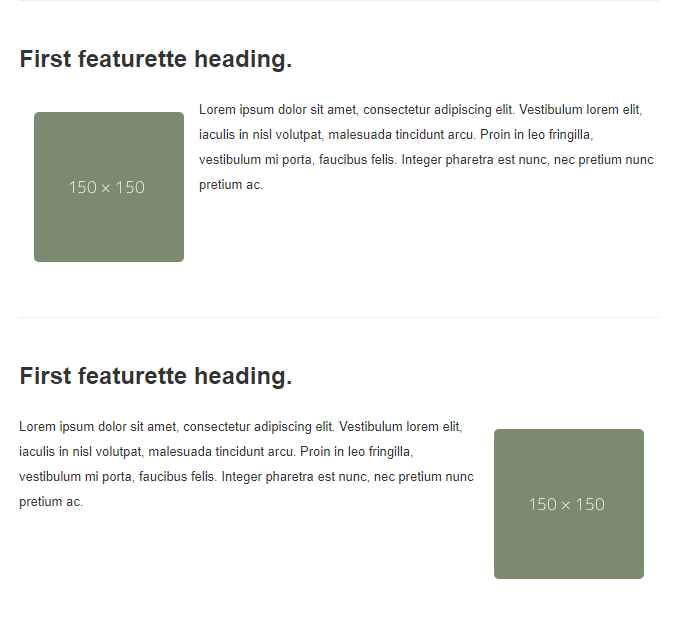 First featurette heading.
150 × 150
Lorem ipsum dolor sit amet, consectetur adipiscing elit. Vestibulum lorem elit,
iaculis in nisl volutpat, malesuada tincidunt arcu. Proin in leo fringilla,
vestibulum mi porta, faucibus felis. Integer pharetra est nunc, nec pretium nunc
pretium ac.
First featurette heading.
Lorem ipsum dolor sit amet, consectetur adipiscing elit. Vestibulum lorem elit,
iaculis in nisl volutpat, malesuada tincidunt arcu. Proin in leo fringilla,
vestibulum mi porta, faucibus felis. Integer pharetra est nunc, nec pretium nunc
pretium ac.
150 × 150